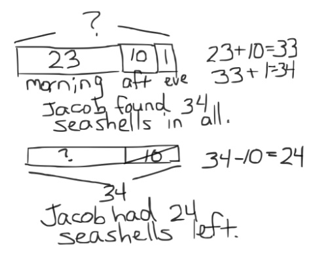 ?
23 10 1
morning aft eve
23+10=33
33+1=34
Jacob found 34
seashells in all.
? 10
34
34-10=24
Jacob had 24
seashells left.